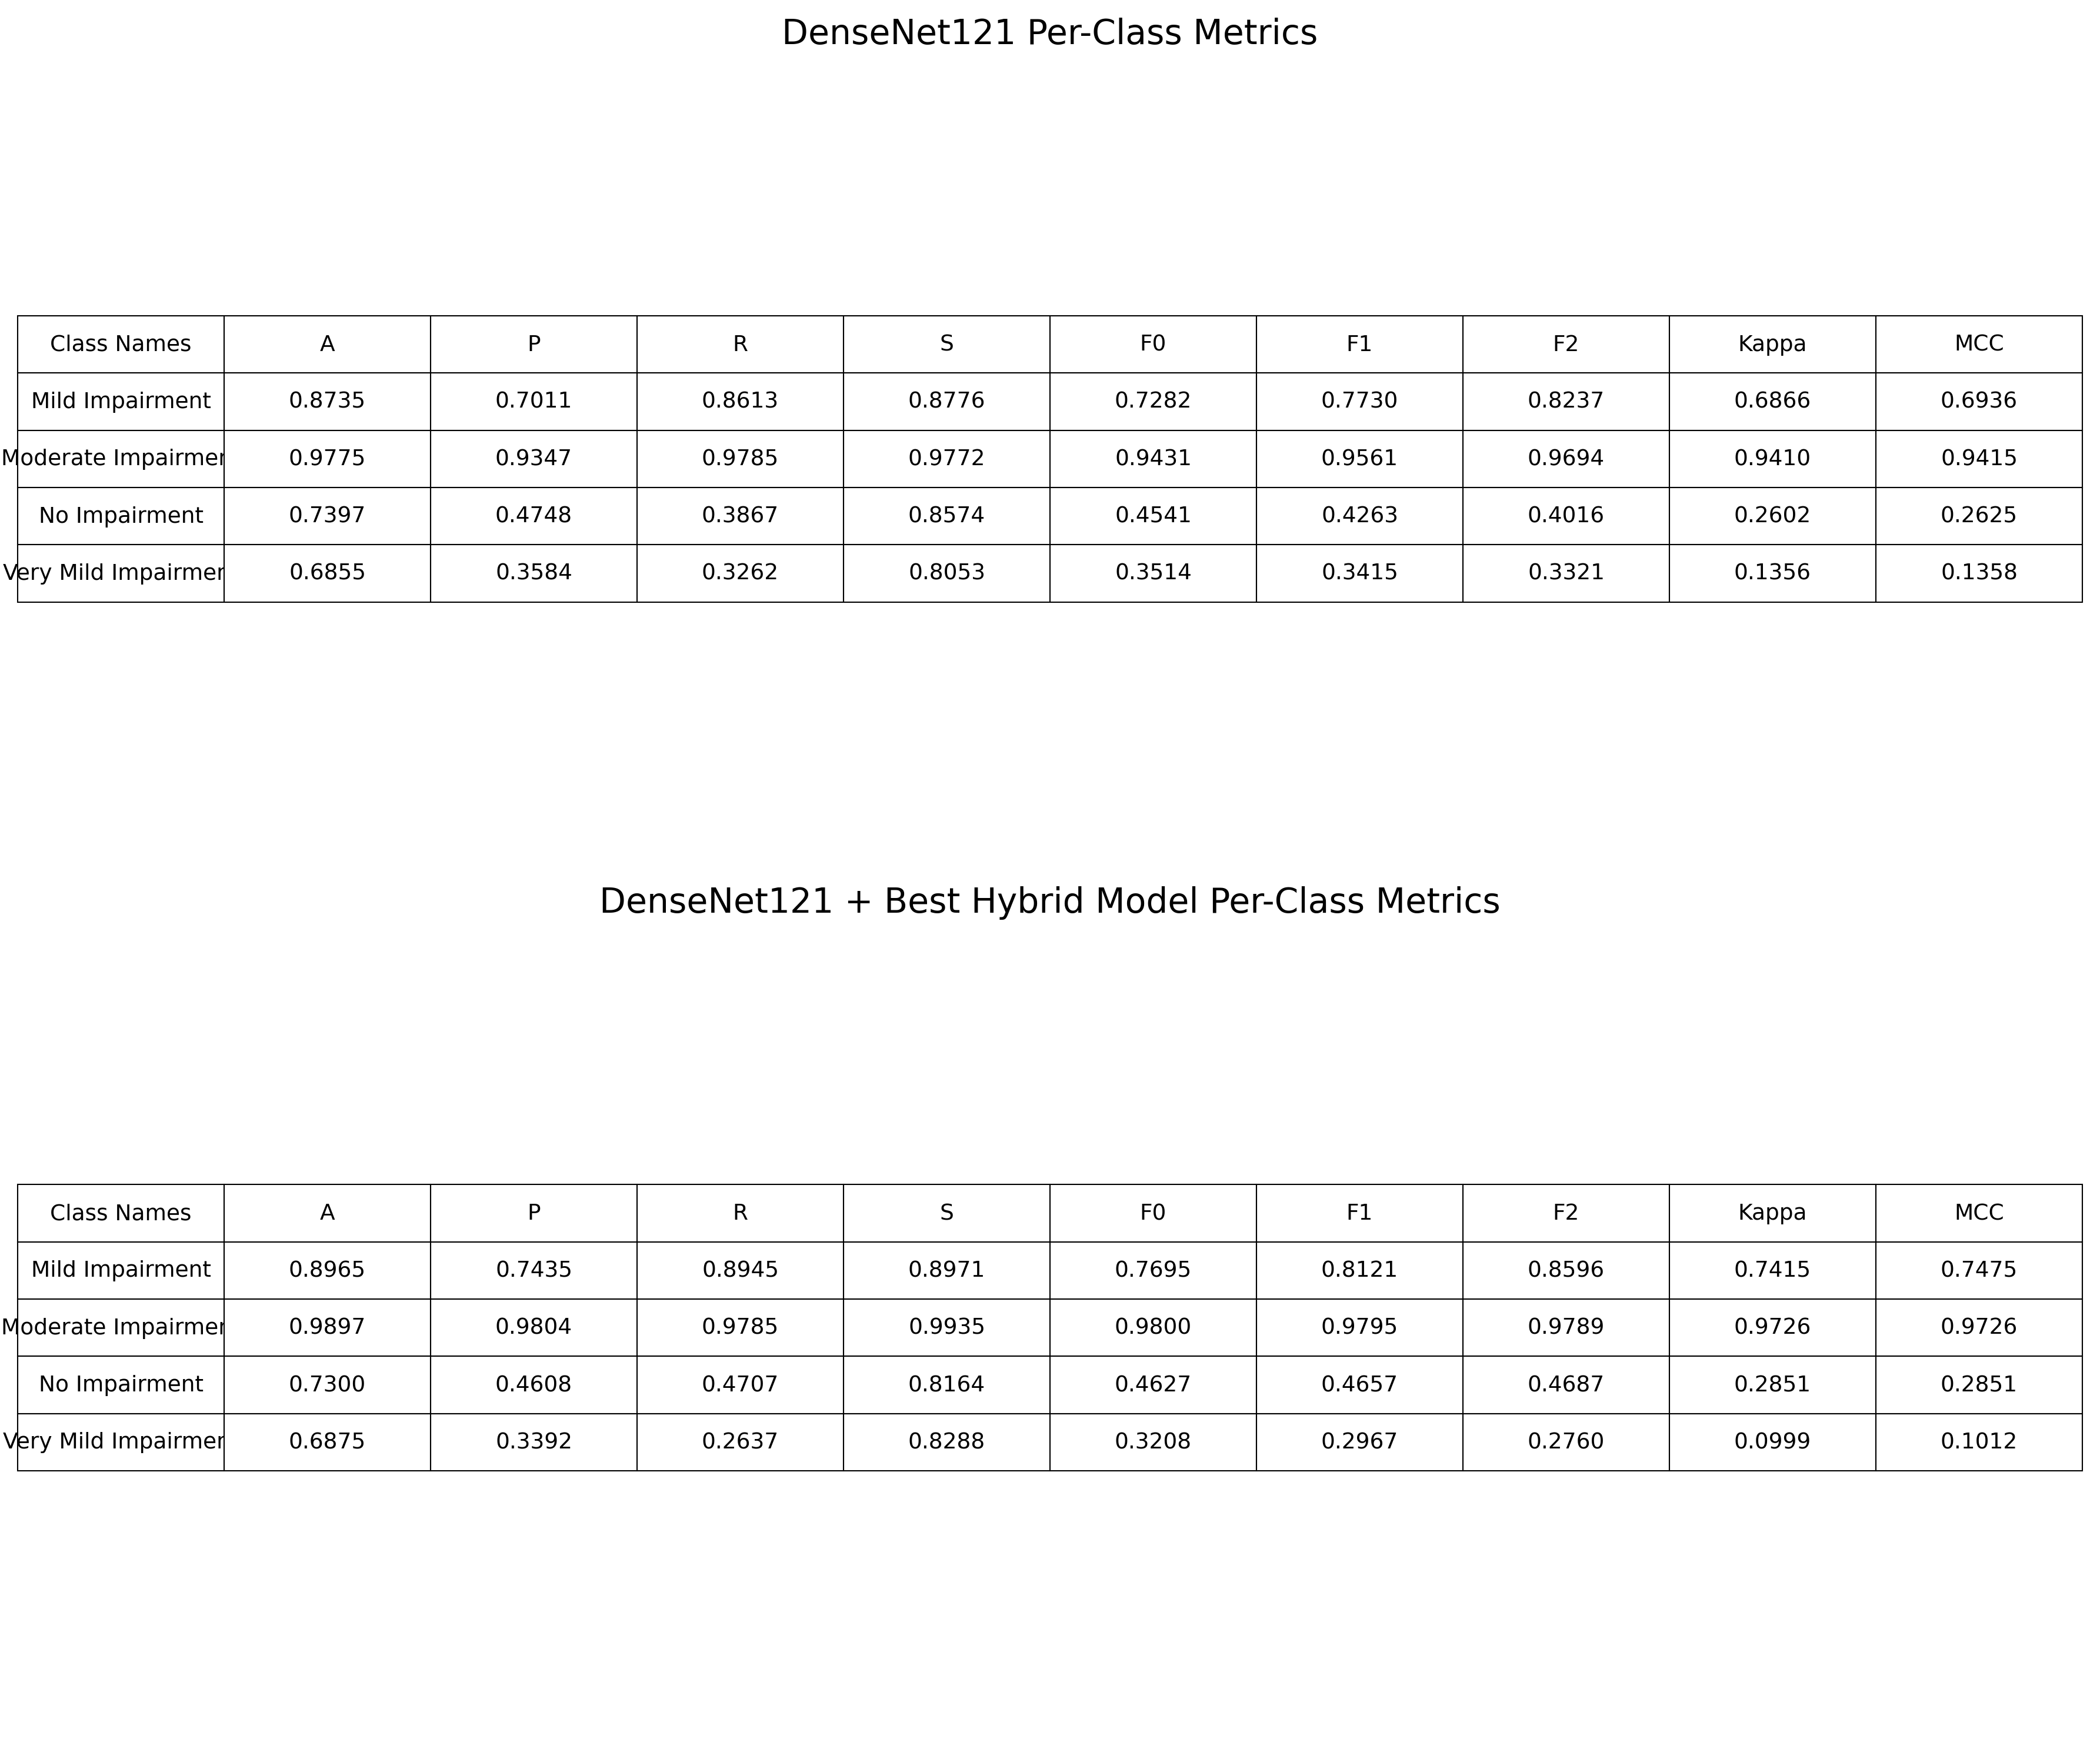 DenseNet121 Per-Class Metrics
Class Names A P R S F0 F1 F2 Kappa MCC
Mild Impairment 0.8735 0.7011 0.8613 0.8776 0.7282 0.7730 0.8237 0.6866 0.6936
Moderate Impairmen 0.9775 0.9347 0.9785 0.9772 0.9431 0.9561 0.9694 0.9410 0.9415
No Impairment 0.7397 0.4748 0.3867 0.8574 0.4541 0.4263 0.4016 0.2602 0.2625
Very Mild Impairmen 0.6855 0.3584 0.3262 0.8053 0.3514 0.3415 0.3321 0.1356 0.1358
DenseNet121 + Best Hybrid Model Per-Class Metrics
Class Names A P R S F0 F1 F2 Kappa MCC
Mild Impairment 0.8965 0.7435 0.8945 0.8971 0.7695 0.8121 0.8596 0.7415 0.7475
Moderate Impairmen 0.9897 0.9804 0.9785 0.9935 0.9800 0.9795 0.9789 0.9726 0.9726
No Impairment 0.7300 0.4608 0.4707 0.8164 0.4627 0.4657 0.4687 0.2851 0.2851
Very Mild Impairmen 0.6875 0.3392 0.2637 0.8288 0.3208 0.2967 0.2760 0.0999 0.1012